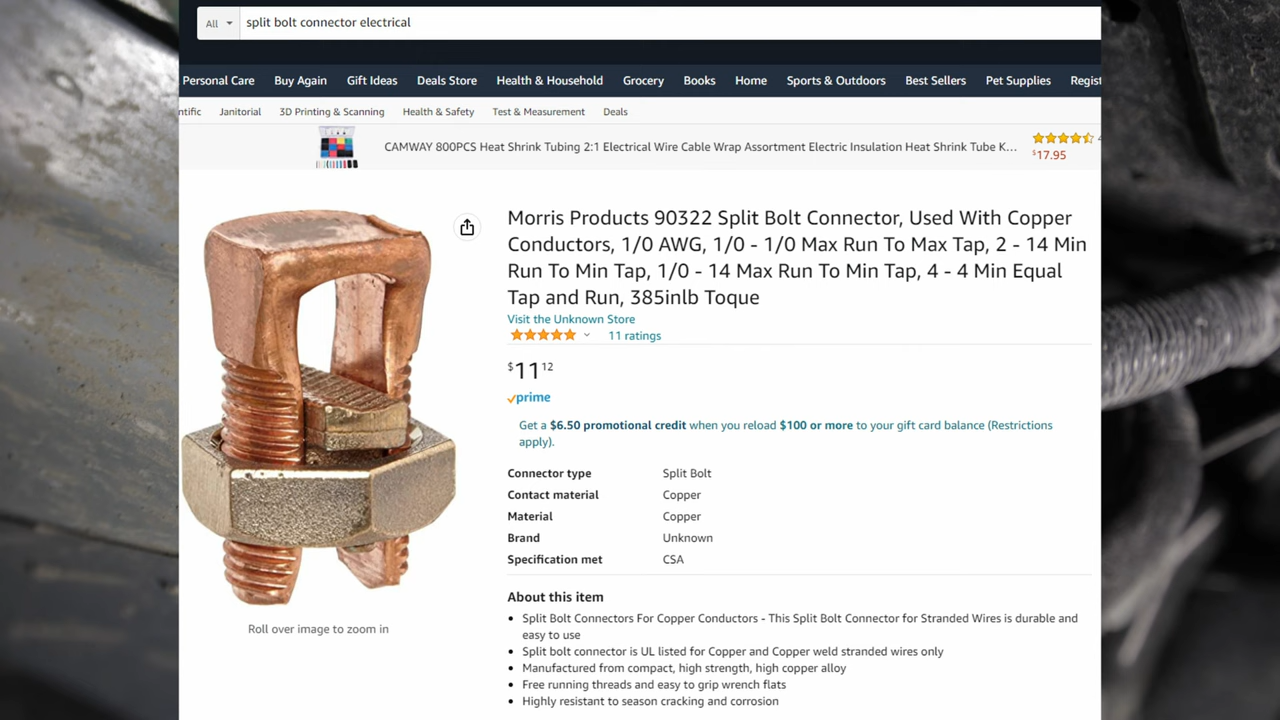 All
split bolt connector electrical
Personal Care Buy Again Gift Ideas Deals Store Health & Household Grocery Books Home Sports & Outdoors Best Sellers Pet Supplies Regist
ntific Janitorial 3D Printing & Scanning Health & Safety Test & Measurement Deals
CAMWAY 800PCS Heat Shrink Tubing 2:1 Electrical Wire Cable Wrap Assortment Electric Insulation Heat Shrink Tube K...
$17.95
Morris Products 90322 Split Bolt Connector, Used With Copper
Conductors, 1/0 AWG, 1/0 - 1/0 Max Run To Max Tap, 2 - 14 Min
Run To Min Tap, 1/0 - 14 Max Run To Min Tap, 4 - 4 Min Equal
Tap and Run, 385inlb Toque
Visit the Unknown Store
11 ratings
$11 12
prime
Get a $6.50 promotional credit when you reload $100 or more to your gift card balance (Restrictions
apply).
Connector type Split Bolt
Contact material Copper
Material Copper
Brand Unknown
Specification met CSA
About this item
• Split Bolt Connectors For Copper Conductors - This Split Bolt Connector for Stranded Wires is durable and
easy to use
• Split bolt connector is UL listed for Copper and Copper weld stranded wires only
• Manufactured from compact, high strength, high copper alloy
• Free running threads and easy to grip wrench flats
• Highly resistant to season cracking and corrosion
Roll over image to zoom in